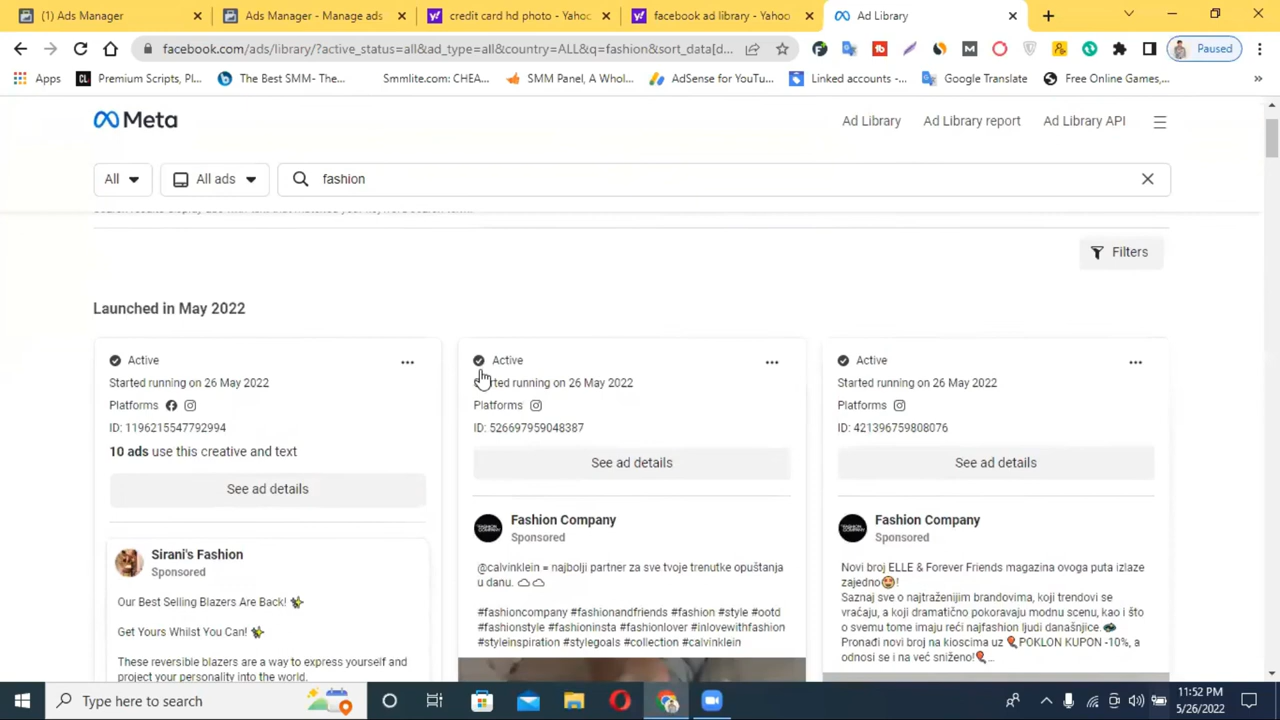 (1) Ads Manager
Ads Manager - Manage ads
credit card hd photo - Yahoo
facebook ad library - Yahoo
Ad Library
facebook.com/ads/library/?active_status=all&ad_type=all&country=ALL&q=fashion&sort_data[d...
Paused
Apps
Premium Scripts, Pl...
The Best SMM- The...
Smmlite.com: CHEA...
SMM Panel, A Whol...
AdSense for YouTu...
Linked accounts -...
Google Translate
Free Online Games,...
»
Meta
Ad Library
Ad Library report
Ad Library API
All
All ads
fashion
Filters
Launched in May 2022
Active
Started running on 26 May 2022
Platforms
ID: 1196215547792994
10 ads use this creative and text
See ad details
Sirani's Fashion
Sponsored
Our Best Selling Blazers Are Back!
Get Yours Whilst You Can!
These reversible blazers are a way to express yourself and
project your personality into the world.
Active
Started running on 26 May 2022
Platforms
ID: 526697959048387
See ad details
Fashion Company
Sponsored
@calvinklein = najbolji partner za sve tvoje trenutke opuštanja
u danu.
#fashioncompany #fashionandfriends #fashion #style #ootd
#fashionstyle #fashioninsta #fashionlover #inlovewithfashion
#styleinspiration #stylegoals #collection #calvinklein
Active
Started running on 26 May 2022
Platforms
ID: 421396759808076
See ad details
Fashion Company
Sponsored
Novi broj ELLE & Forever Friends magazina ovoga puta izlaze
zajedno!
Saznaj sve o najtraženijim brandovima, koji trendovi se
vraćaju, a koji dramatično pokoravaju modnu scenu, kao i što
o svemu tome imaju reći najfashion ljudi današnjice.
Pronađi novi broj na kioscima uz POKLON KUPON -10%, a
odnosi se i na već sniženo!...
Type here to search
11:52 PM
5/26/2022